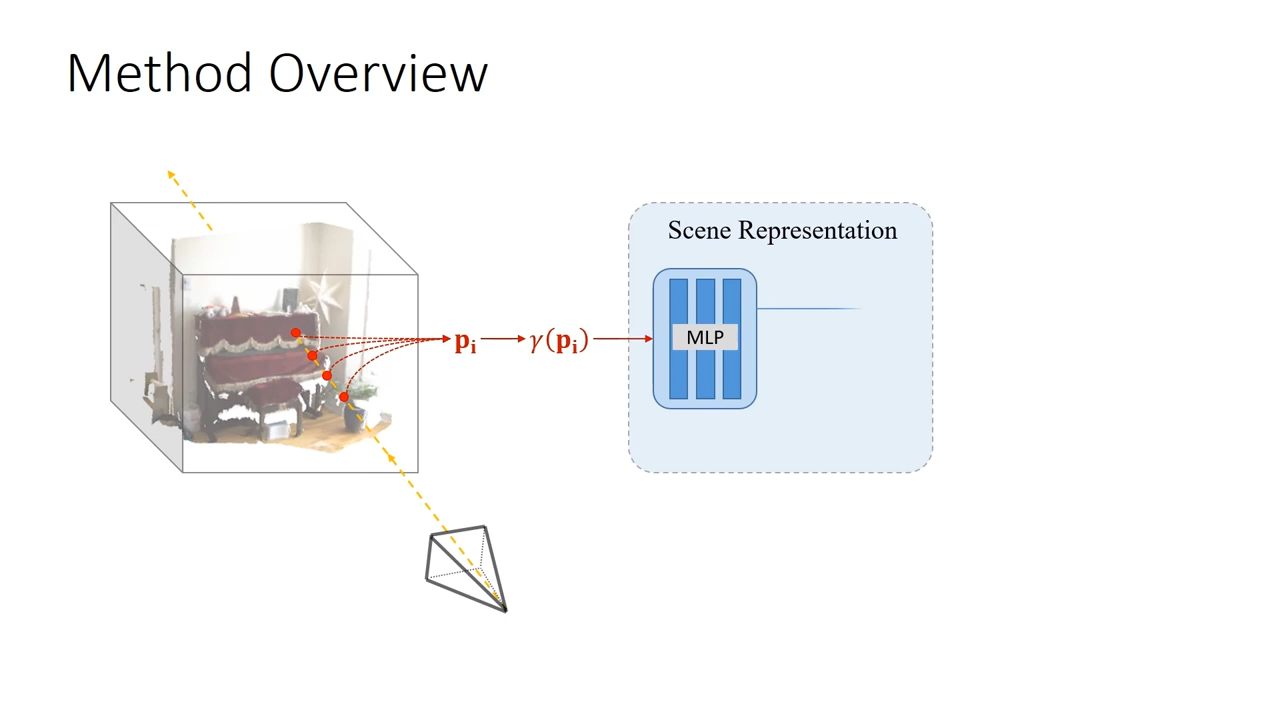 Method Overview
Scene Representation
𝐩ᵢ
γ(𝐩ᵢ)
MLP